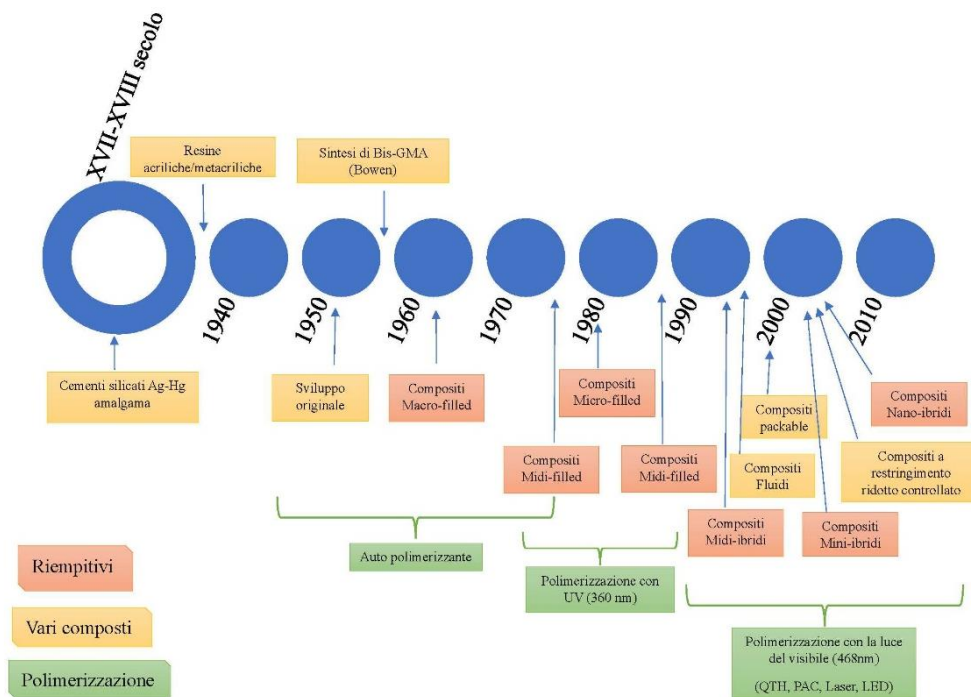 XVII-XVIII secolo
Resine
acriliche/metacriliche
Sintesi di Bis-GMA
(Bowen)
1940
1950
1960
1970
1980
1990
2000
2010
Cementi silicati Ag-Hg
amalgama
Sviluppo
originale
Compositi
Macro-filled
Compositi
Micro-filled
Compositi
Nano-ibridi
Compositi
packable
Compositi
Midi-filled
Compositi
Midi-filled
Compositi
Fluidi
Compositi a
restringimento
ridotto controllato
Compositi
Midi-ibridi
Compositi
Mini-ibridi
Auto polimerizzante
Polimerizzazione con
UV (360 nm)
Polimerizzazione con la luce
del visibile (468nm)
(QTH, PAC, Laser, LED)
Riempitivi
Vari composti
Polimerizzazione